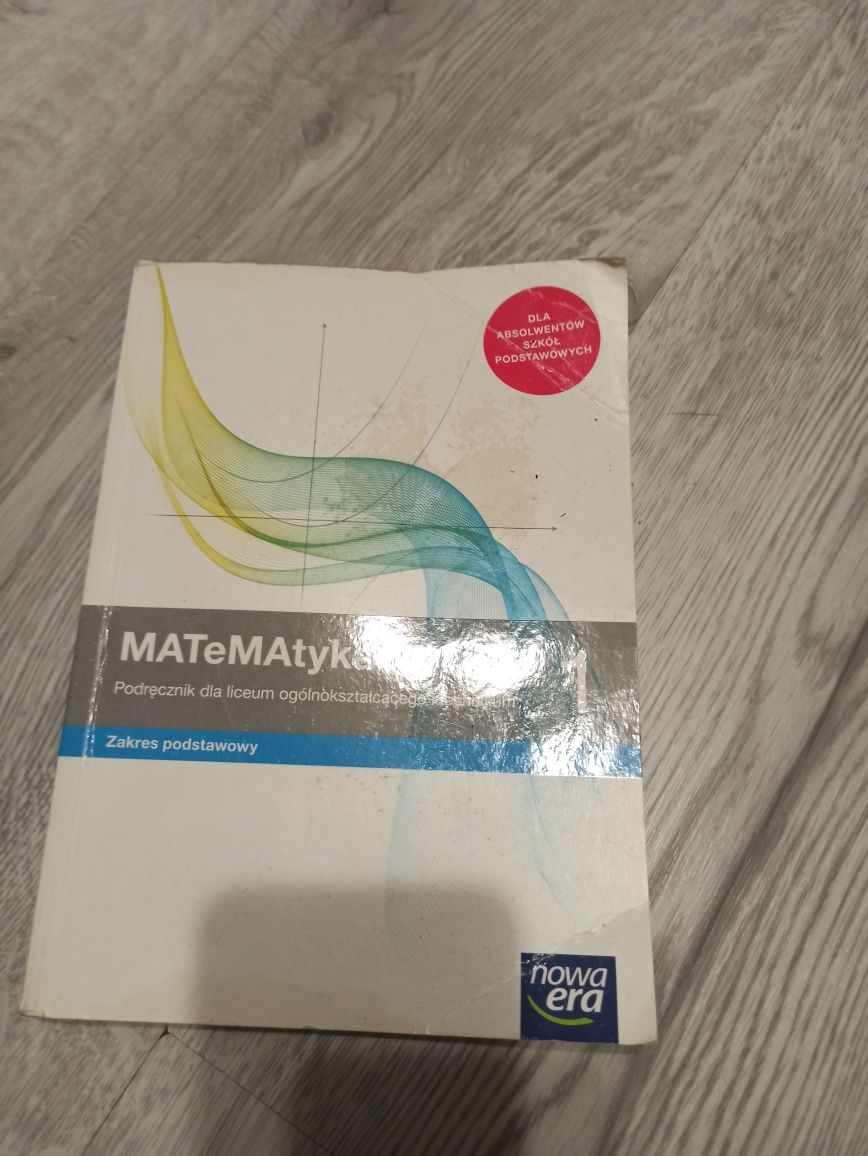 DLA
ABSOLWENTÓW
SZKÓŁ
PODSTAWOWYCH
MATeMAtyka
1
Podręcznik dla liceum ogólnokształcącego
Zakres podstawowy
nowa
era